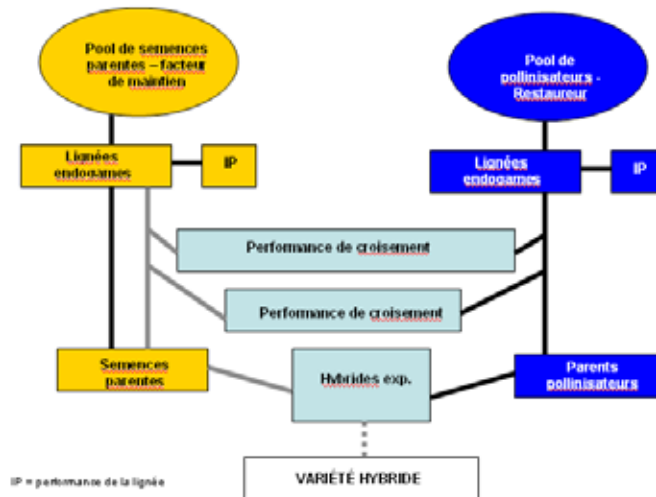 Pool de semences
parentes – facteur
de maintien
Pool de
pollinisateurs -
Restaureur
Lignées
endogames
IP
Lignées
endogames
IP
Performance de croisement
Performance de croisement
Semences
parentes
Hybrides exp.
Parents
pollinisateurs
IP = performance de la lignée
VARIÉTÉ HYBRIDE